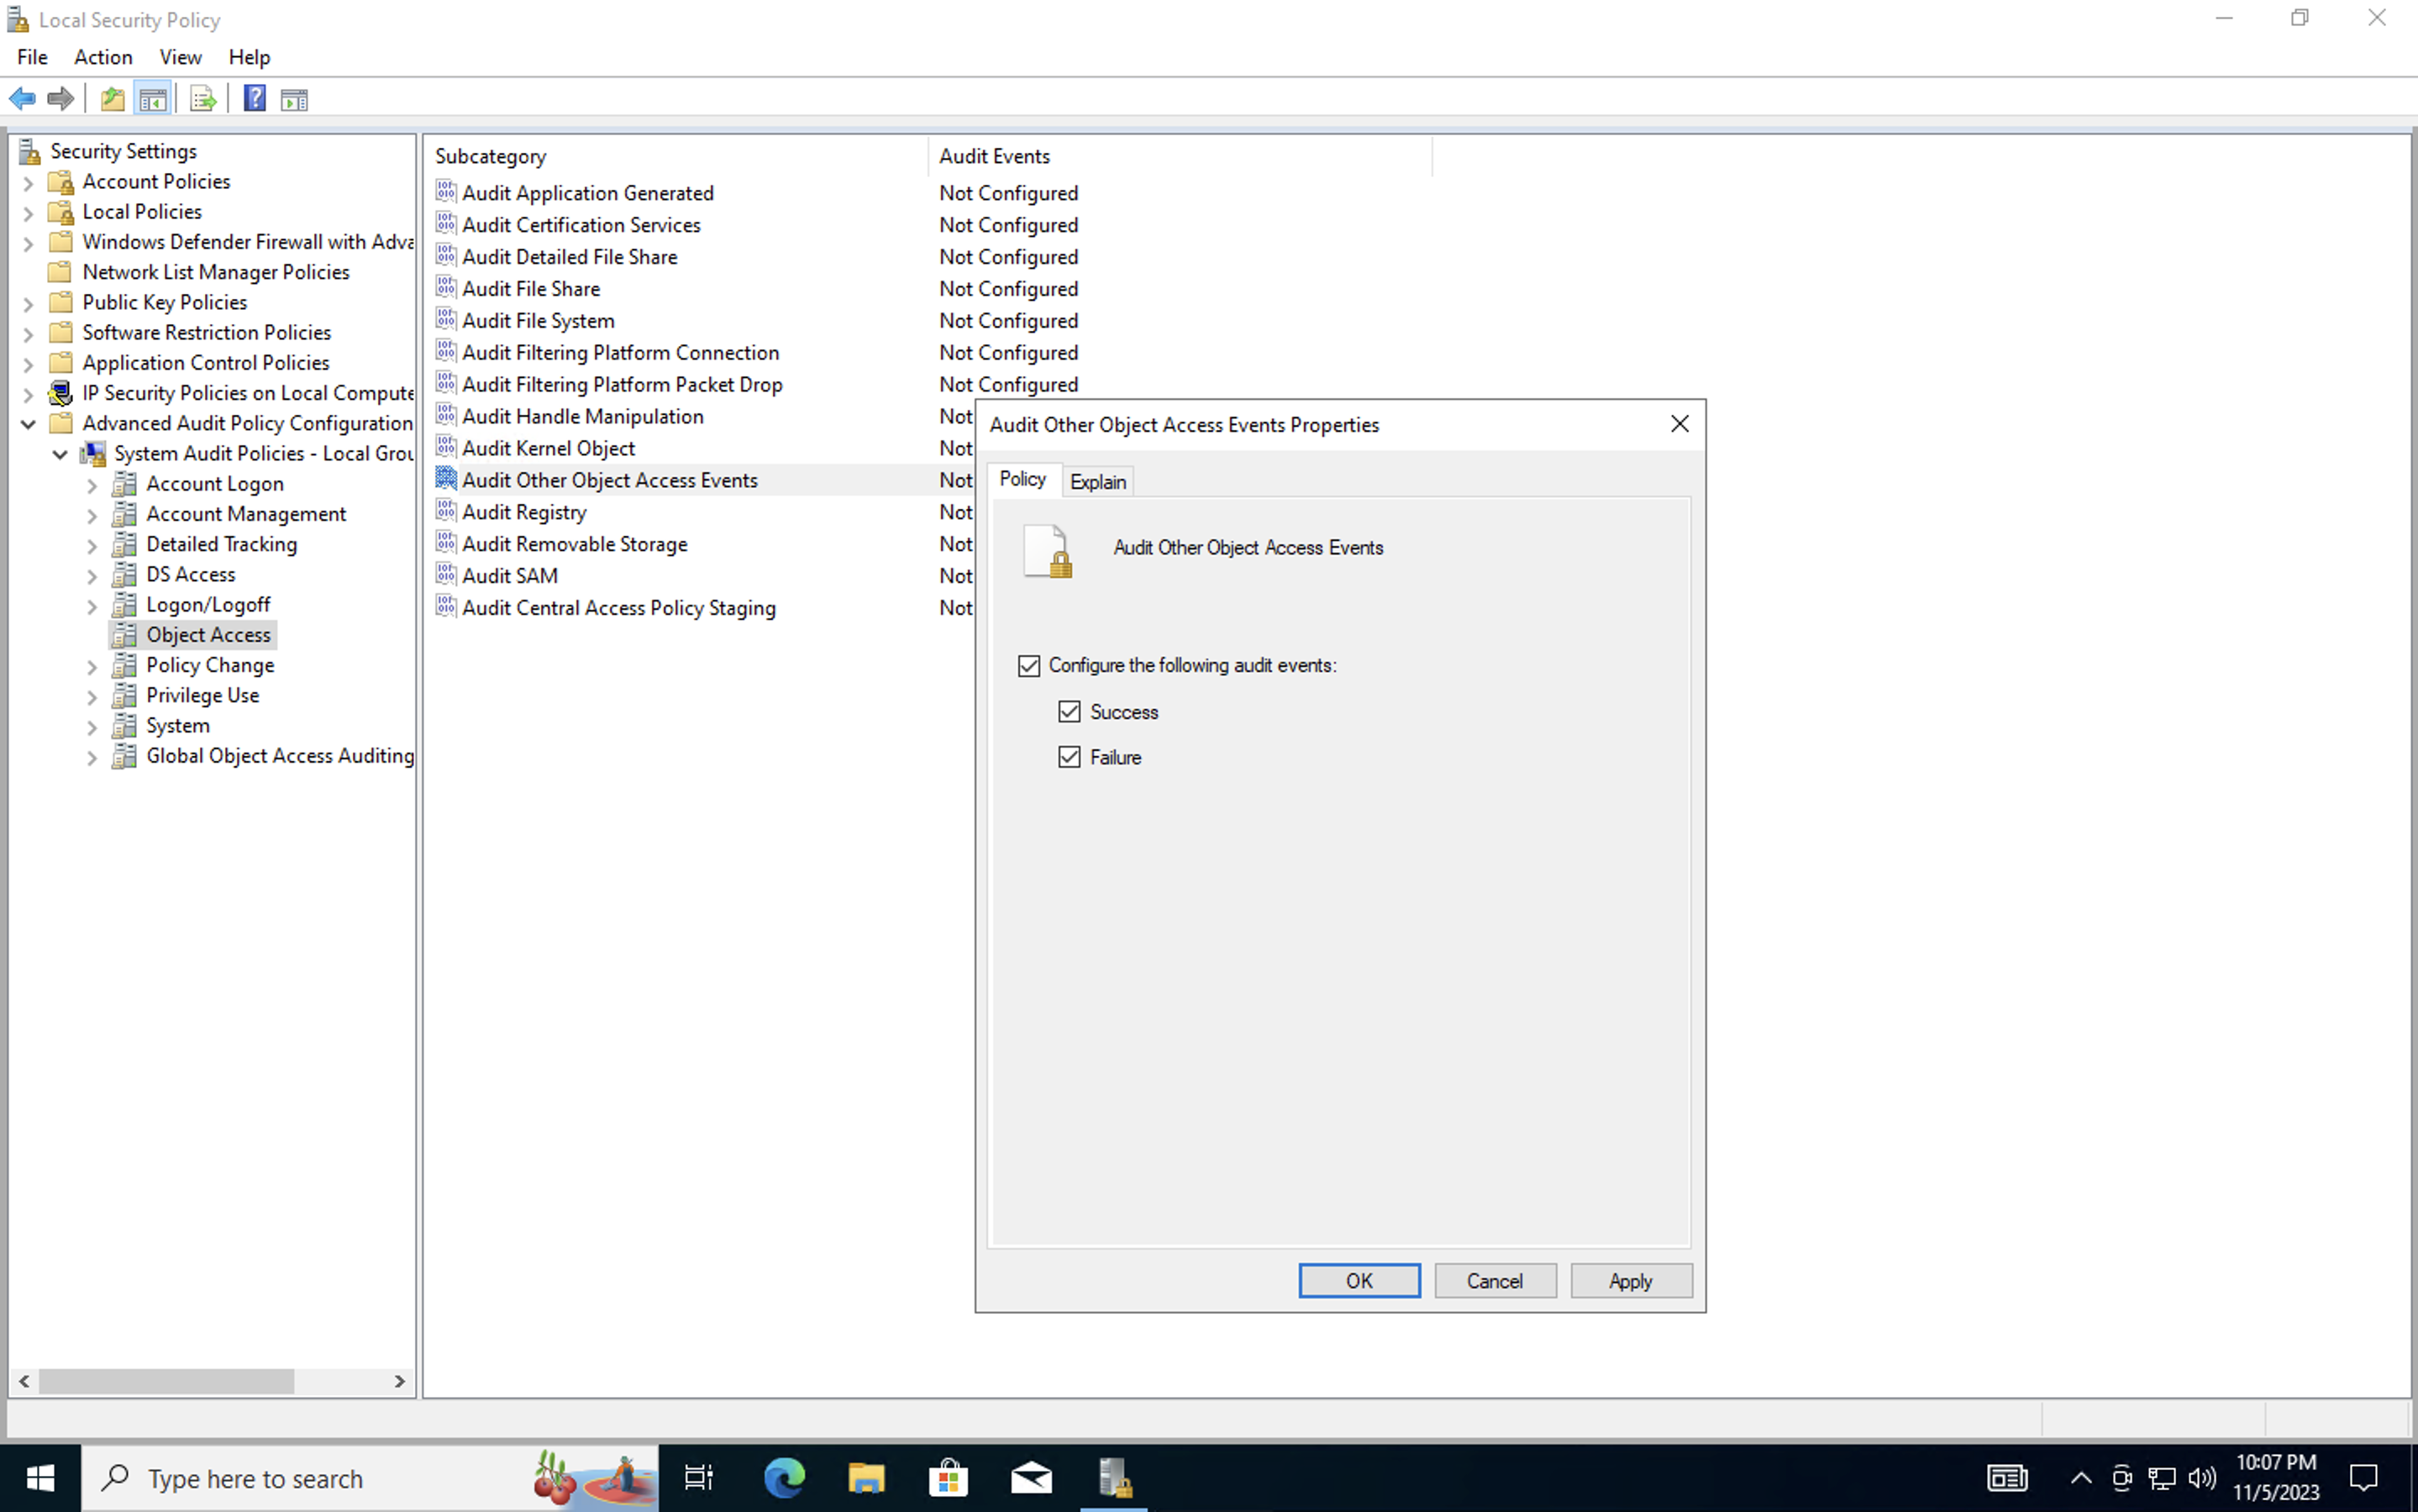 Local Security Policy
File Action View Help
Security Settings
Account Policies
Local Policies
Windows Defender Firewall with Adva
Network List Manager Policies
Public Key Policies
Software Restriction Policies
Application Control Policies
IP Security Policies on Local Compute
Advanced Audit Policy Configuration
System Audit Policies - Local Grou
Account Logon
Account Management
Detailed Tracking
DS Access
Logon/Logoff
Object Access
Policy Change
Privilege Use
System
Global Object Access Auditing
Subcategory Audit Events
Audit Application Generated Not Configured
Audit Certification Services Not Configured
Audit Detailed File Share Not Configured
Audit File Share Not Configured
Audit File System Not Configured
Audit Filtering Platform Connection Not Configured
Audit Filtering Platform Packet Drop Not Configured
Audit Handle Manipulation Not
Audit Kernel Object Not
Audit Other Object Access Events Not
Audit Registry Not
Audit Removable Storage Not
Audit SAM Not
Audit Central Access Policy Staging Not
Audit Other Object Access Events Properties
Policy Explain
Audit Other Object Access Events
Configure the following audit events:
Success
Failure
OK Cancel Apply
Type here to search
10:07 PM
11/5/2023